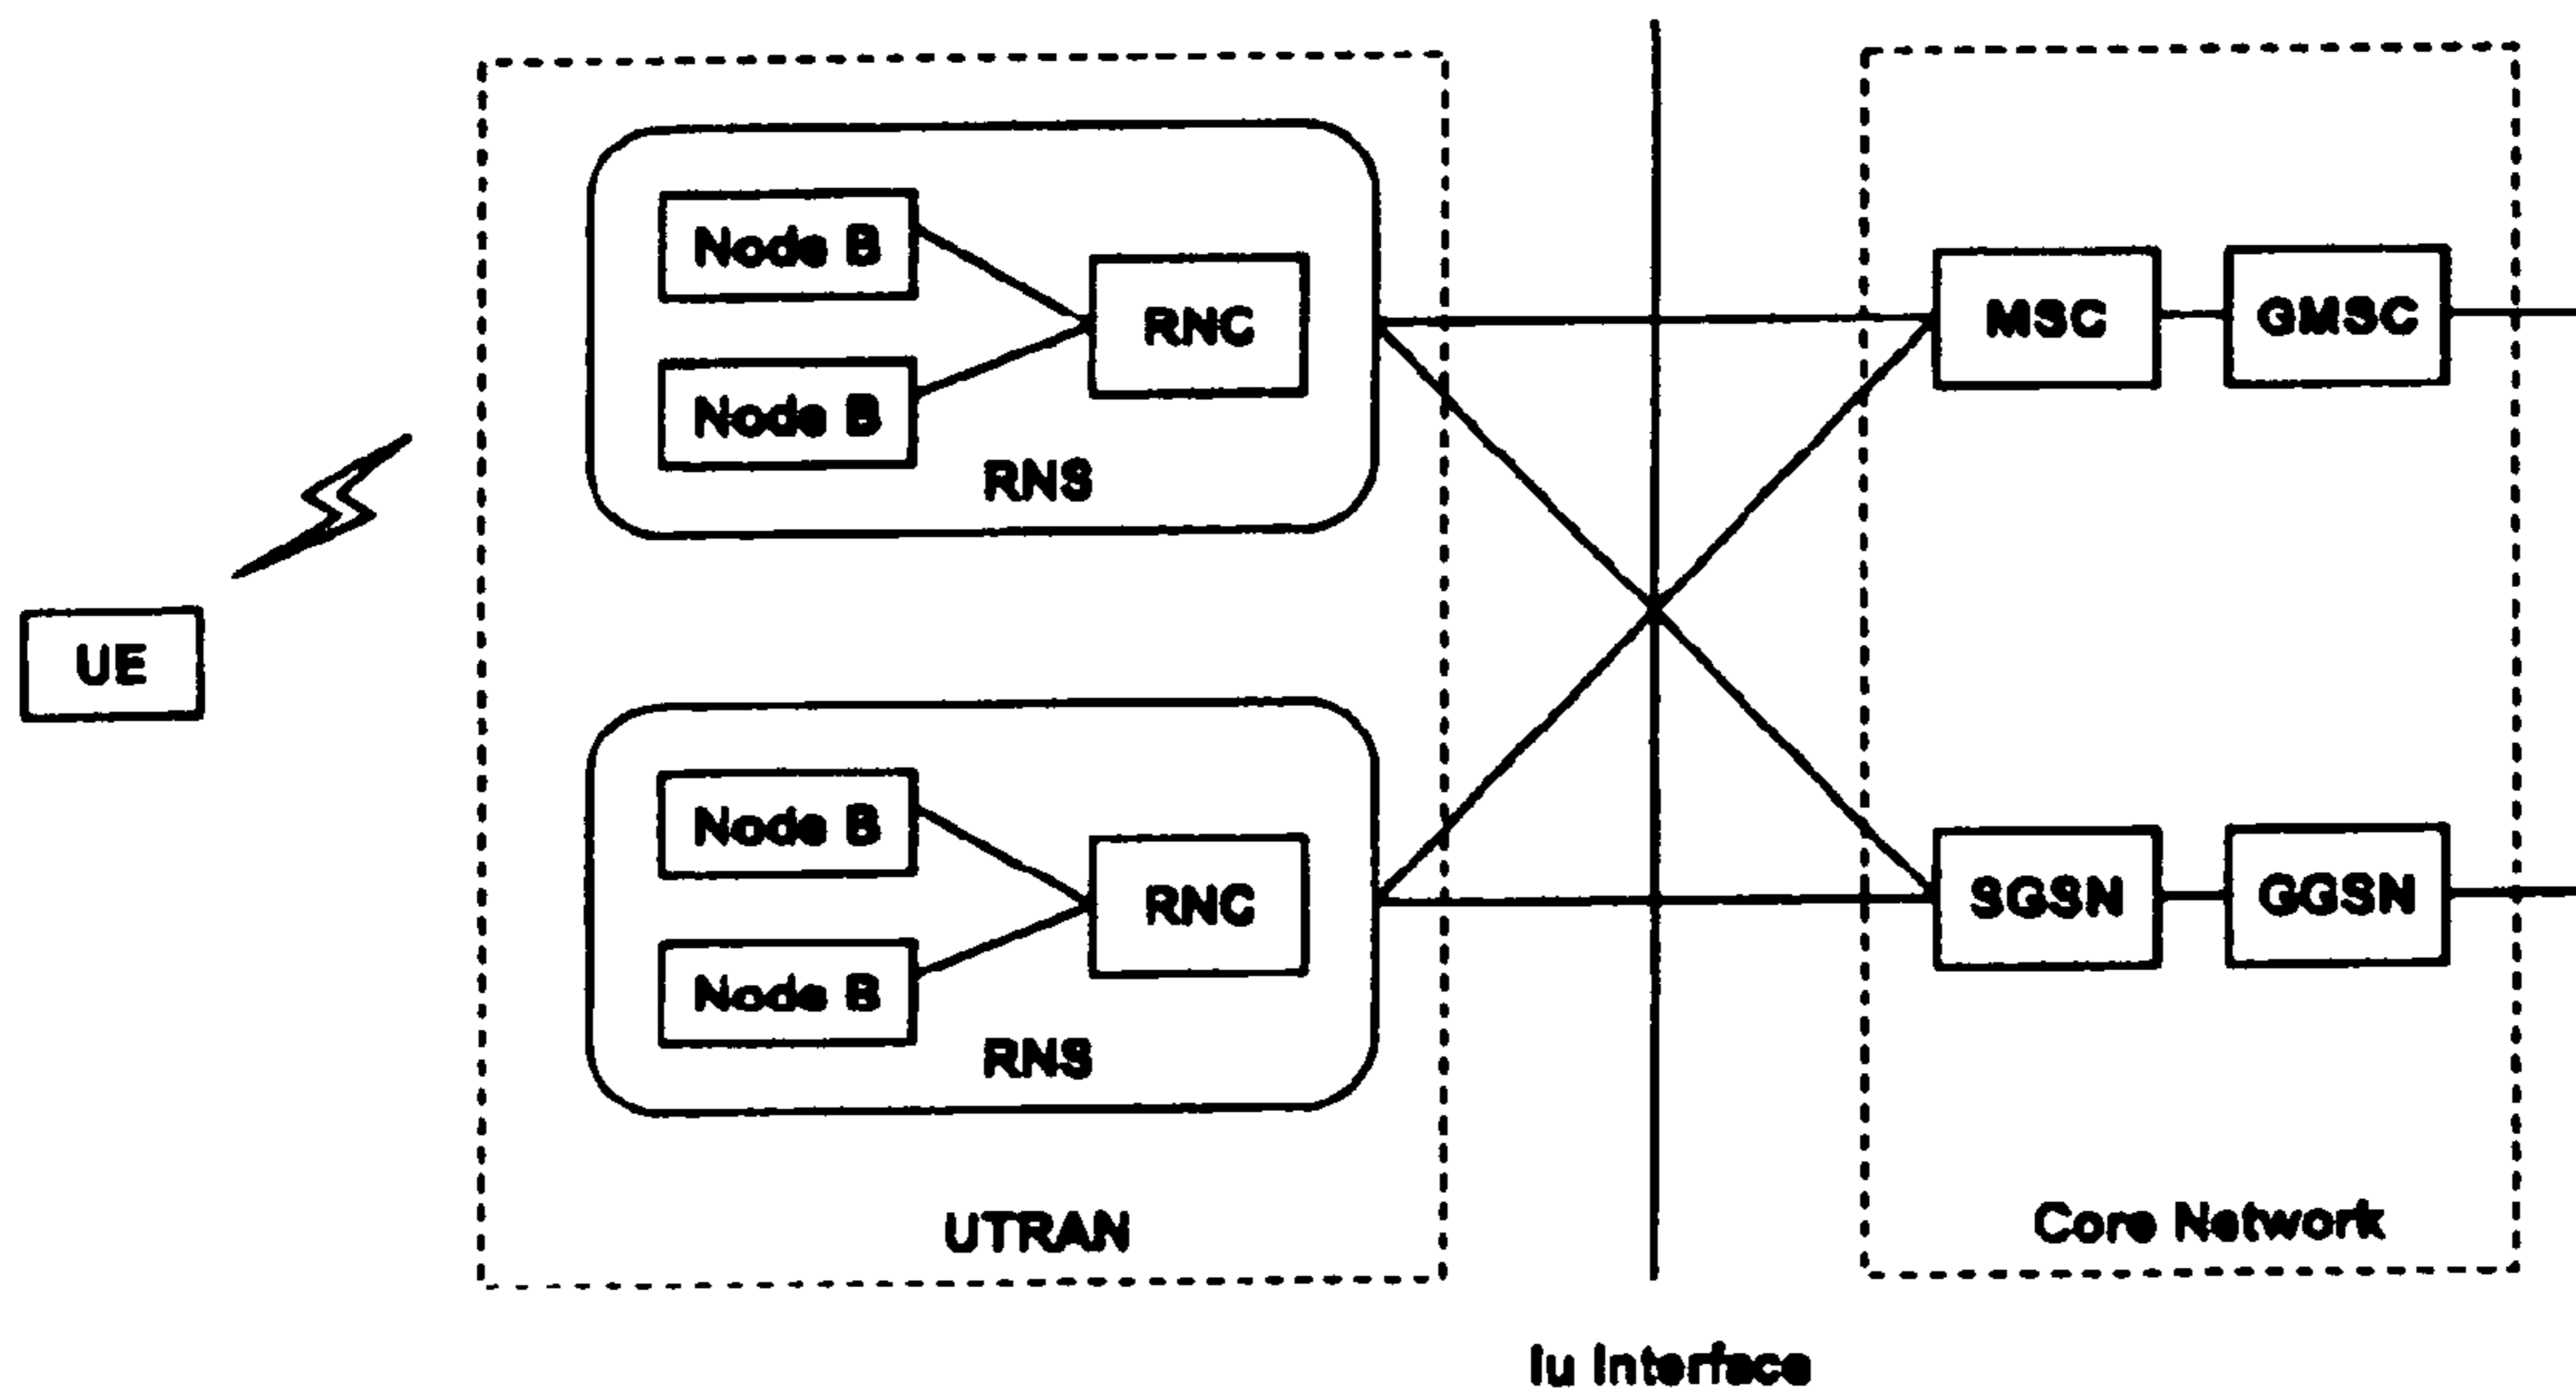 Node B
Node B
RNC
RNS
MSC
GMSC
UE
Node B
Node B
RNC
RNS
SGSN
GGSN
UTRAN
Core Network
Iu Interface